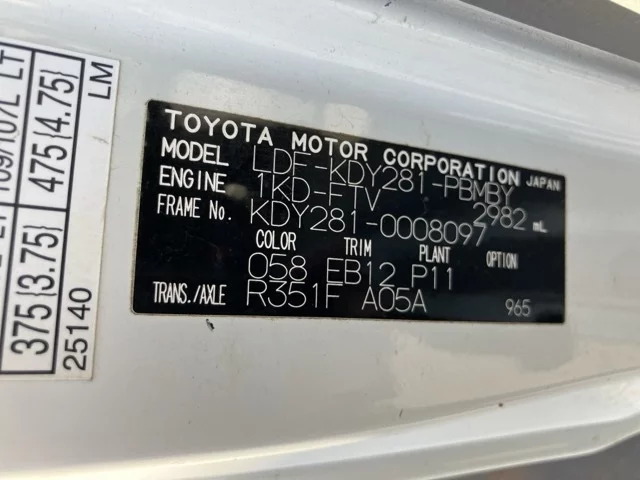 TOYOTA MOTOR CORPORATION JAPAN
MODEL LDF-KDY281-PBMBY
ENGINE 1KD-FTV 2982 mL
FRAME NO. KDY281-0008097
COLOR TRIM PLANT OPTION
058 EB12 P11
TRANS./AXLE R351F A05A 965
LT
475(4.75)
LM
375(3.75)
25140